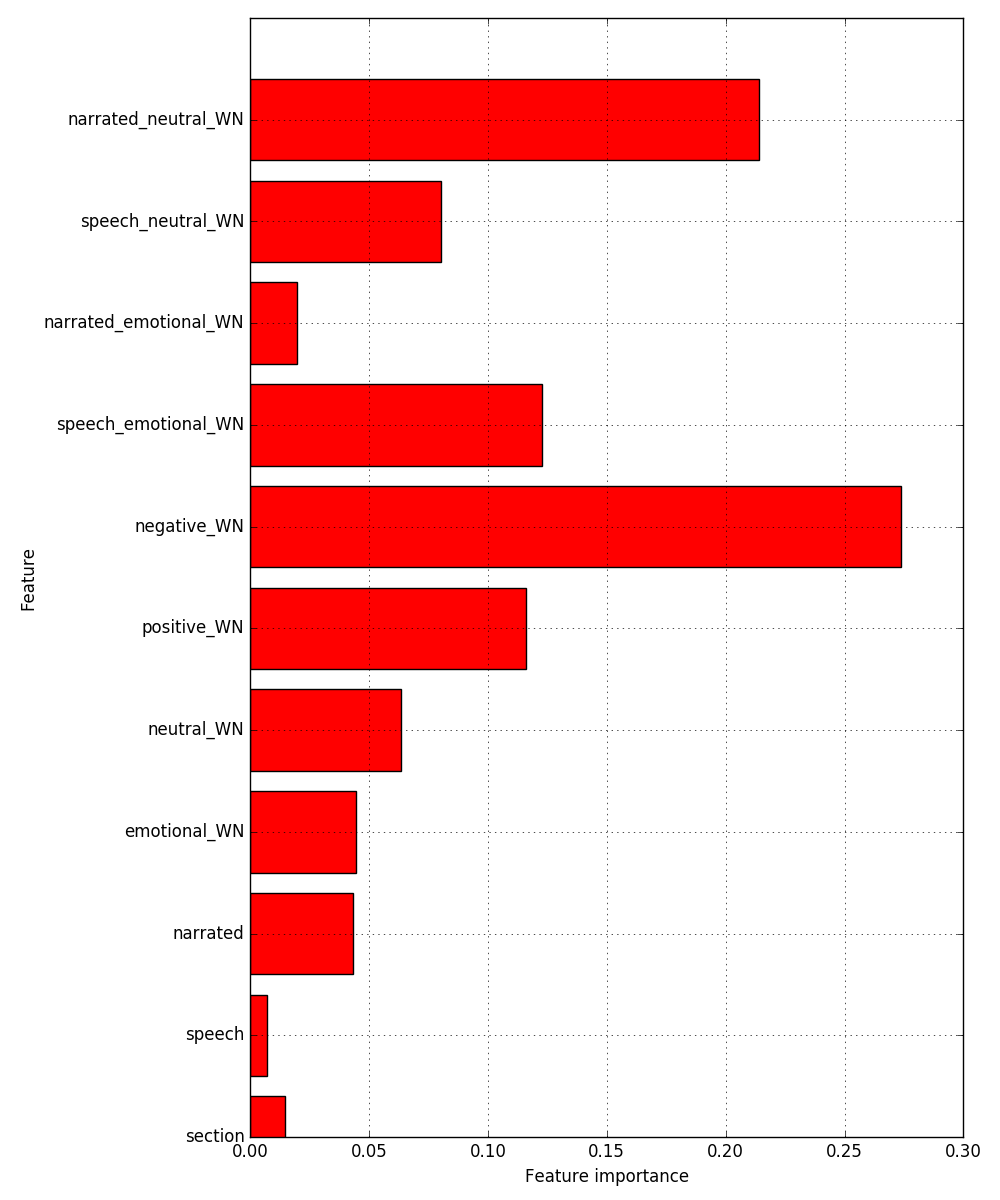 narrated_neutral_WN
speech_neutral_WN
narrated_emotional_WN
speech_emotional_WN
negative_WN
positive_WN
neutral_WN
emotional_WN
narrated
speech
section
Feature
0.00 0.05 0.10 0.15 0.20 0.25 0.30
Feature importance